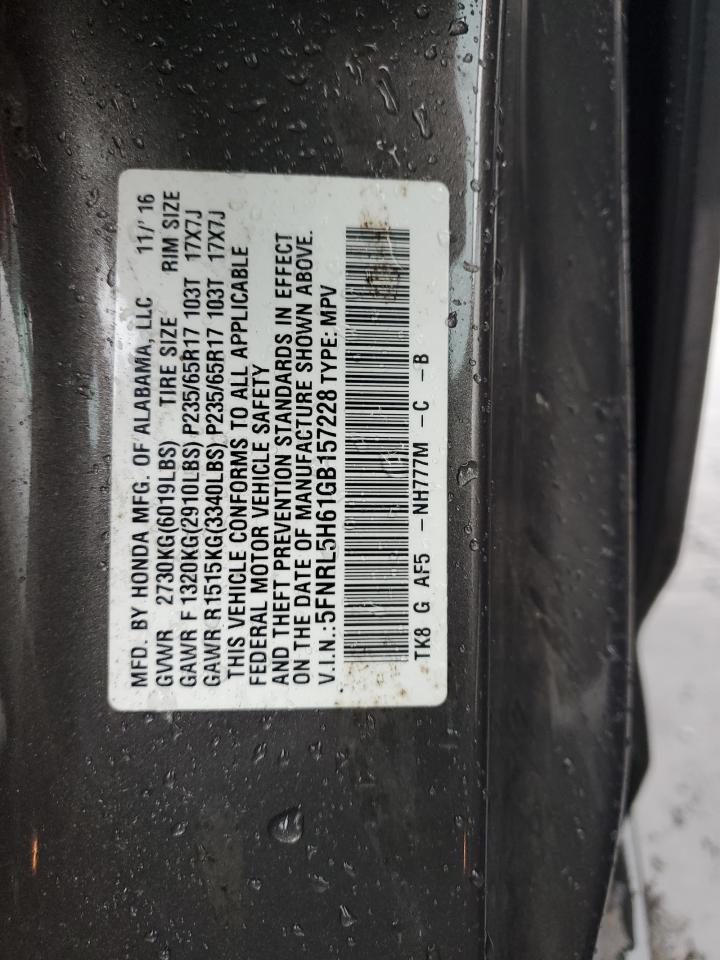 MFD. BY HONDA MFG. OF ALABAMA, LLC 11/'16
GVWR 2730KG(6019LBS) TIRE SIZE RIM SIZE
GAWR F 1320KG(2910LBS) P235/65R17 103T 17X7J
GAWR R 1515KG(3340LBS) P235/65R17 103T 17X7J
THIS VEHICLE CONFORMS TO ALL APPLICABLE
FEDERAL MOTOR VEHICLE SAFETY
AND THEFT PREVENTION STANDARDS IN EFFECT
ON THE DATE OF MANUFACTURE SHOWN ABOVE.
V.I.N.:5FNRL5H61GB157228 TYPE: MPV
TK8 G AF5 -NH777M -C -B